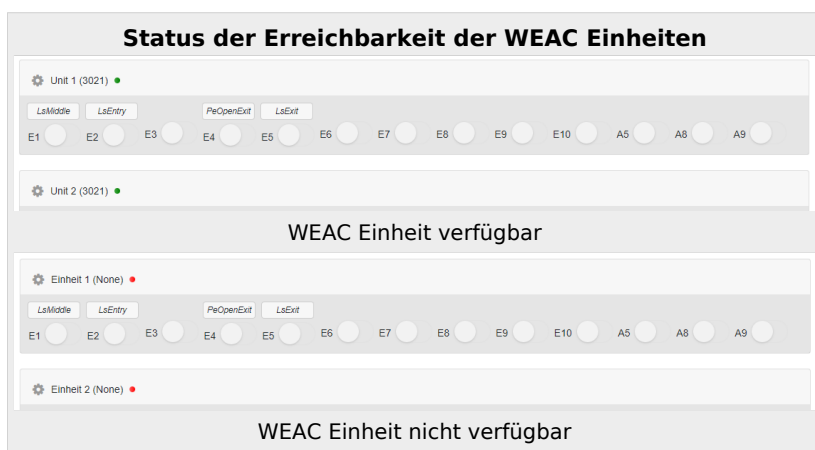 Status der Erreichbarkeit der WEAC Einheiten
Unit 1 (3021)
LsMiddle LsEntry PeOpenExit LsExit
E1 E2 E3 E4 E5 E6 E7 E8 E9 E10 A5 A8 A9
Unit 2 (3021)
WEAC Einheit verfügbar
Einheit 1 (None)
LsMiddle LsEntry PeOpenExit LsExit
E1 E2 E3 E4 E5 E6 E7 E8 E9 E10 A5 A8 A9
Einheit 2 (None)
WEAC Einheit nicht verfügbar